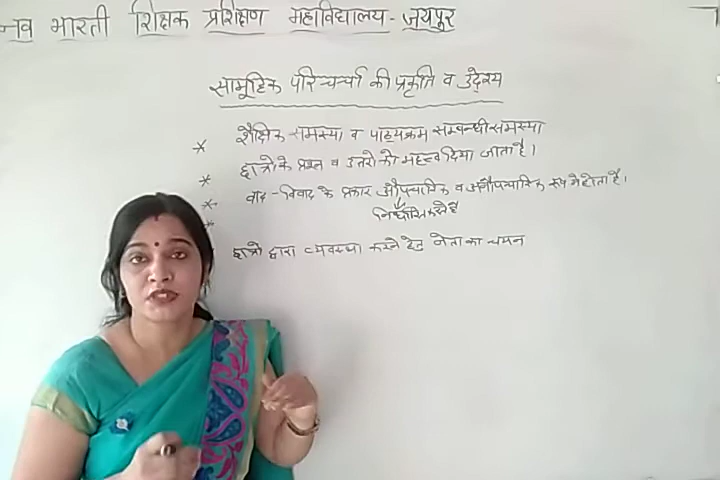 नव भारती शिक्षक प्रशिक्षण महाविद्यालय - जयपुर
सामूहिक परिचर्चा की प्रकृति व उद्देश्य
* शैक्षिक समस्या व पाठ्यक्रम सम्बन्धी समस्या
* छात्रो के प्रश्न व उत्तरो को महत्व दिया जाता है।
* वाद - विवाद के प्रकार औपचारिक व अनौपचारिक रूप मे होता है।
निर्धारित होते है
* छात्रो द्वारा व्यवस्था करने हेतु नेता का चयन